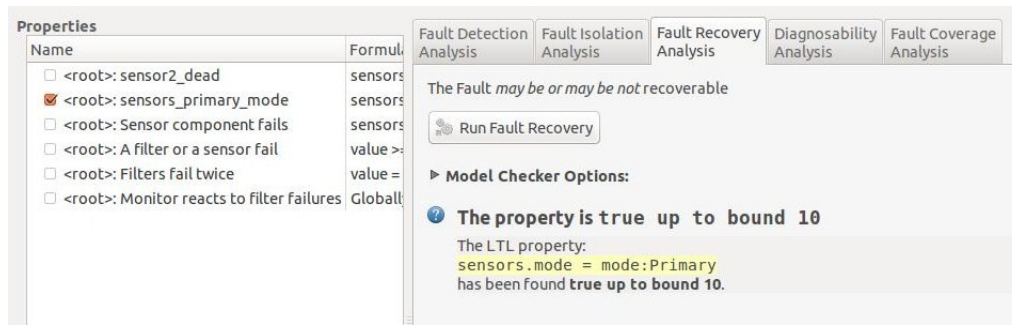 Properties
Name Formula
<root>: sensor2_dead sensors
<root>: sensors_primary_mode sensors
<root>: Sensor component fails sensors
<root>: A filter or a sensor fail value >=
<root>: Filters fail twice value =
<root>: Monitor reacts to filter failures Globall
Fault Detection Analysis
Fault Isolation Analysis
Fault Recovery Analysis
Diagnosability Analysis
Fault Coverage Analysis
The Fault may be or may be not recoverable
Run Fault Recovery
Model Checker Options:
The property is true up to bound 10
The LTL property:
sensors.mode = mode:Primary
has been found true up to bound 10.